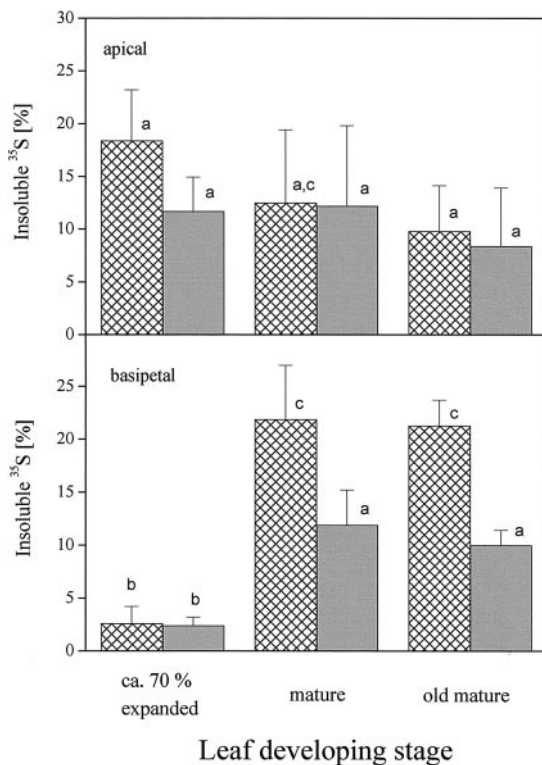 30
apical
25
20
a
a
a,c
a
a
a
15
10
5
0
Insoluble ³⁵S [%]
basipetal
25
20
15
10
5
0
Insoluble ³⁵S [%]
b
b
c
a
c
a
ca. 70 %
expanded
mature
old mature
Leaf developing stage